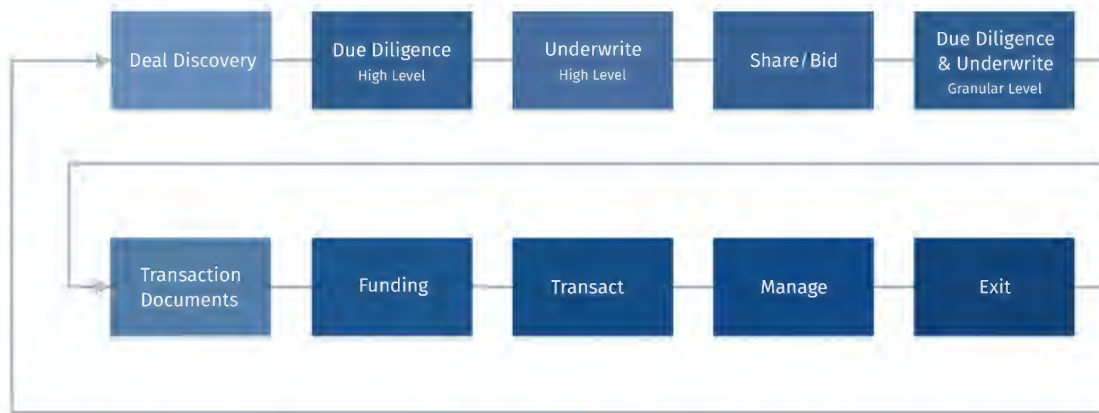 Deal Discovery
Due Diligence
High Level
Underwrite
High Level
Share/Bid
Due Diligence
& Underwrite
Granular Level
Transaction
Documents
Funding
Transact
Manage
Exit